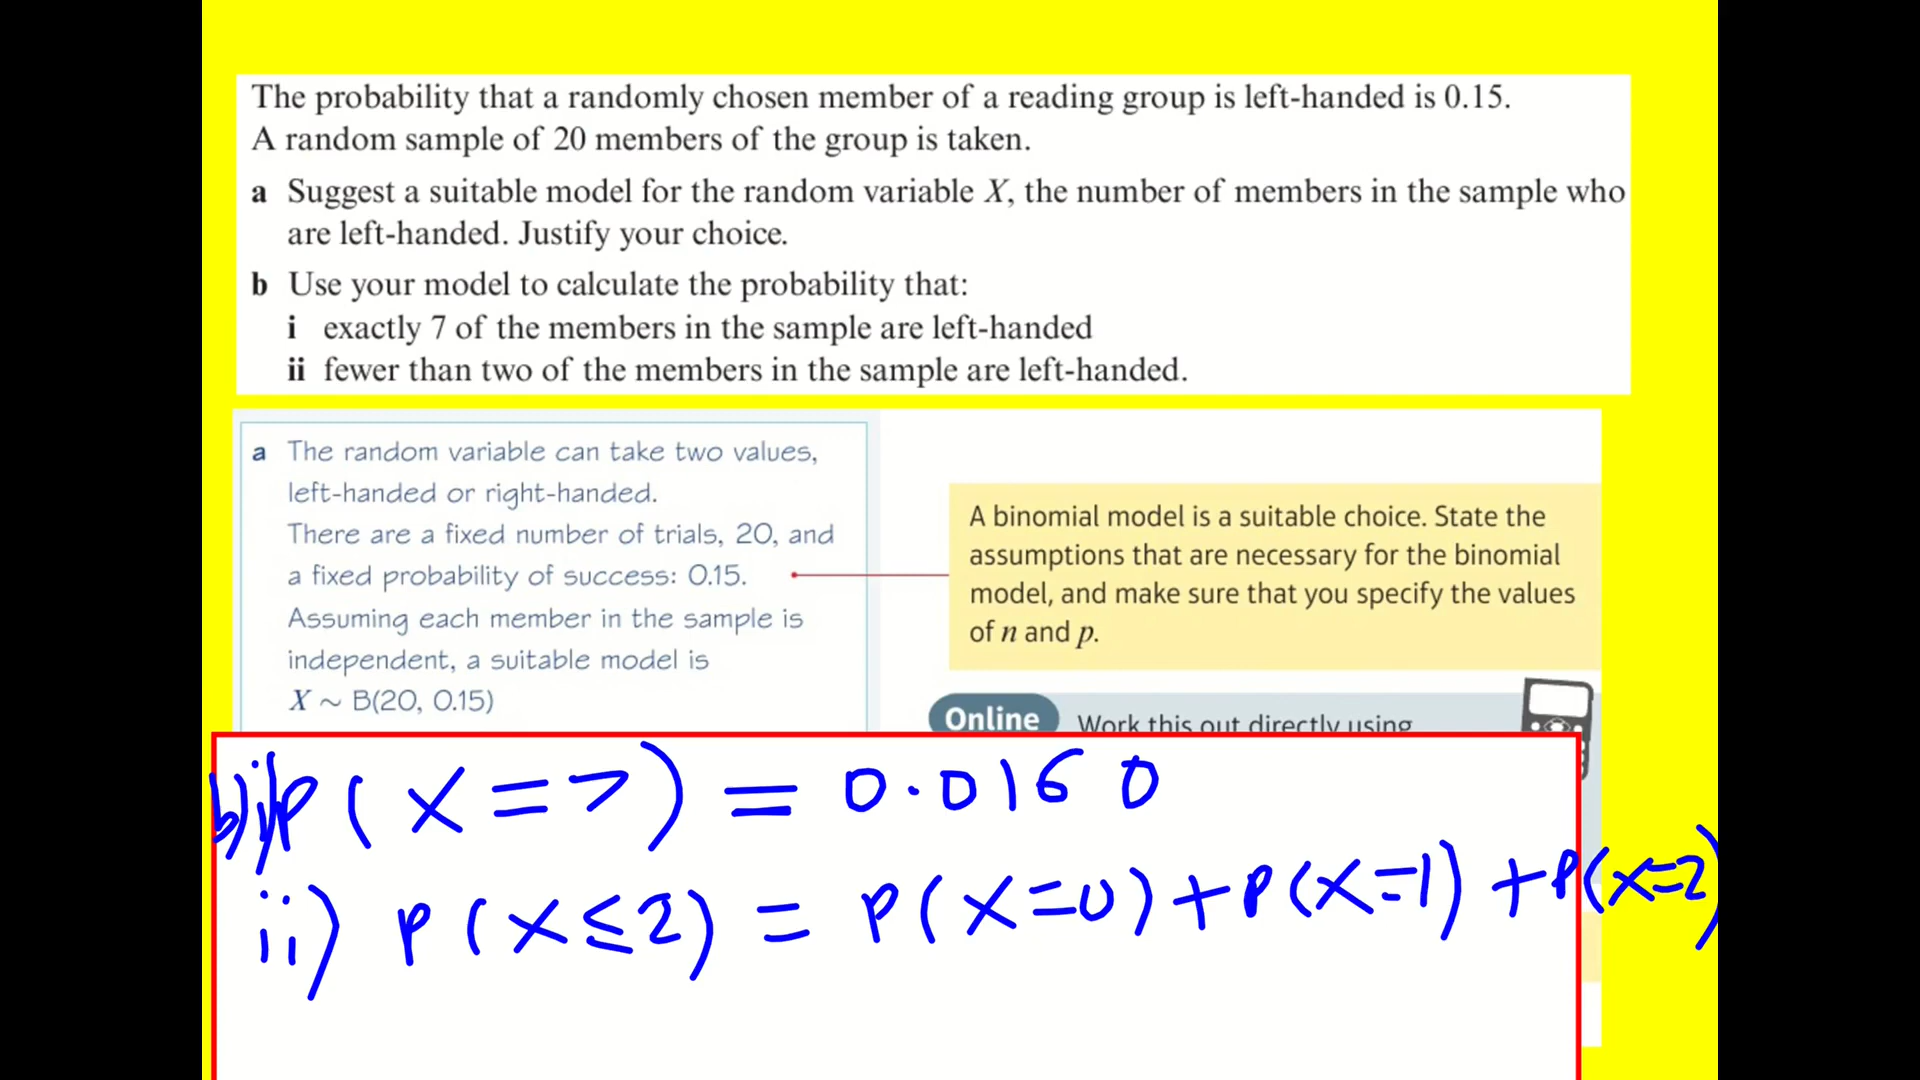 The probability that a randomly chosen member of a reading group is left-handed is 0.15.
A random sample of 20 members of the group is taken.
a Suggest a suitable model for the random variable X, the number of members in the sample who
are left-handed. Justify your choice.
b Use your model to calculate the probability that:
i exactly 7 of the members in the sample are left-handed
ii fewer than two of the members in the sample are left-handed.
a The random variable can take two values,
left-handed or right-handed.
There are a fixed number of trials, 20, and
a fixed probability of success: 0.15.
Assuming each member in the sample is
independent, a suitable model is
X ~ B(20, 0.15)
A binomial model is a suitable choice. State the
assumptions that are necessary for the binomial
model, and make sure that you specify the values
of n and p.
Online Work this out directly using
b)i) P(X=7) = 0.0160
ii) P(X≤2) = P(X=0)+P(X=1)+P(X=2)